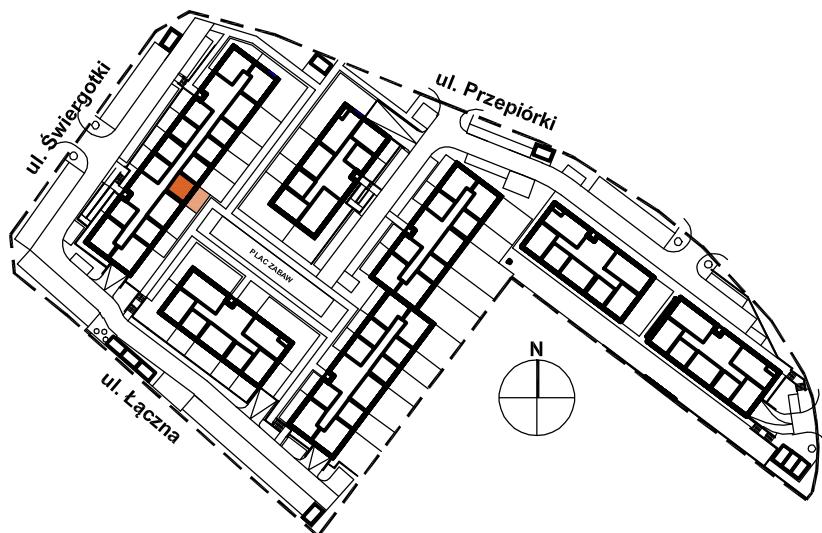 ul. Przepiórki
ul. Świergotki
PLAC ZABAW
N
ul. Łączna